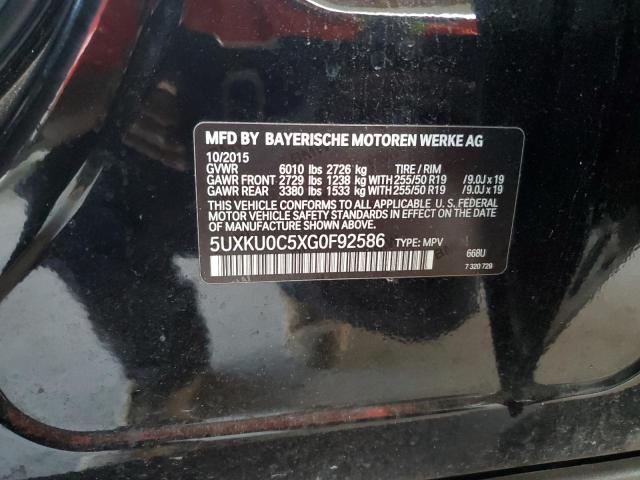 MFD BY BAYERISCHE MOTOREN WERKE AG
10/2015
GVWR 6010 lbs 2726 kg TIRE / RIM
GAWR FRONT 2729 lbs 1238 kg WITH 255/50 R19 /9.0J x 19
GAWR REAR 3380 lbs 1533 kg WITH 255/50 R19 /9.0J x 19
THIS VEHICLE CONFORMS TO ALL APPLICABLE U. S. FEDERAL
MOTOR VEHICLE SAFETY STANDARDS IN EFFECT ON THE DATE OF
MANUFACTURE SHOWN ABOVE.
5UXKU0C5XG0F92586 TYPE: MPV 668U
7 320 729